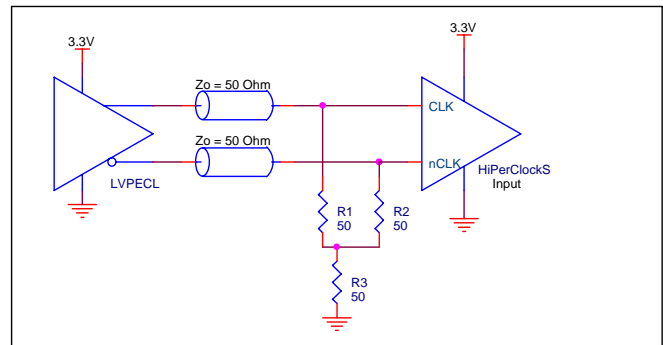 3.3V
3.3V
Zo = 50 Ohm
CLK
Zo = 50 Ohm
nCLK
LVPECL
HiPerClockS
Input
R1
50
R2
50
R3
50